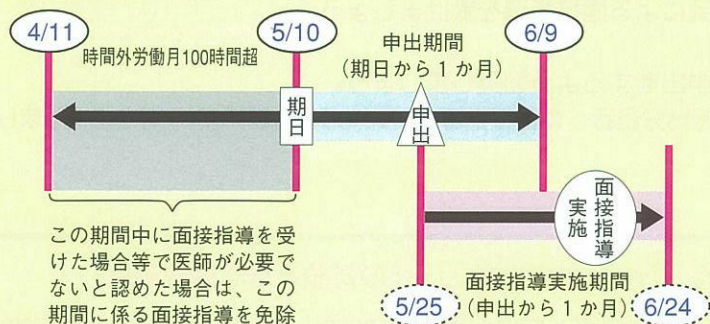 4/11
5/10
6/9
時間外労働月100時間超
申出期間
(期日から1か月)
期日
申出
面接指導
実施
この期間中に面接指導を受
けた場合等で医師が必要で
ないと認めた場合は、この
期間に係る面接指導を免除
面接指導実施期間
(申出から1か月)
5/25
6/24